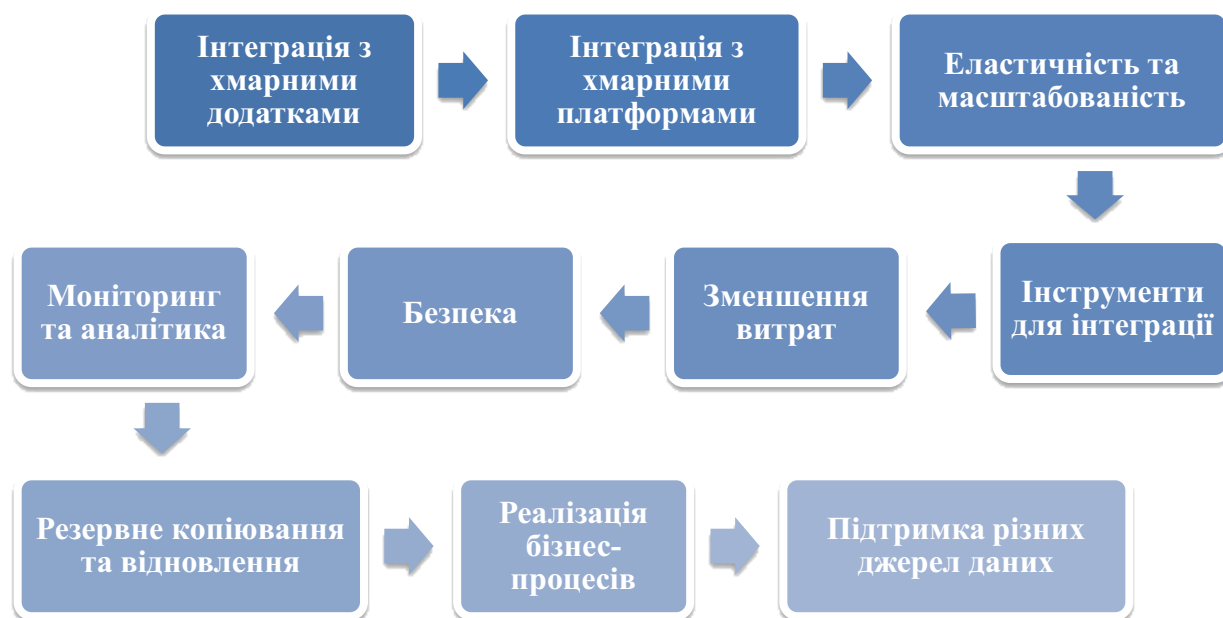 Інтеграція з
хмарними
додатками
Інтеграція з
хмарними
платформами
Еластичність та
масштабованість
Інструменти
для інтеграції
Зменшення
витрат
Безпека
Моніторинг
та аналітика
Резервне копіювання
та відновлення
Реалізація
бізнес-
процесів
Підтримка різних
джерел даних